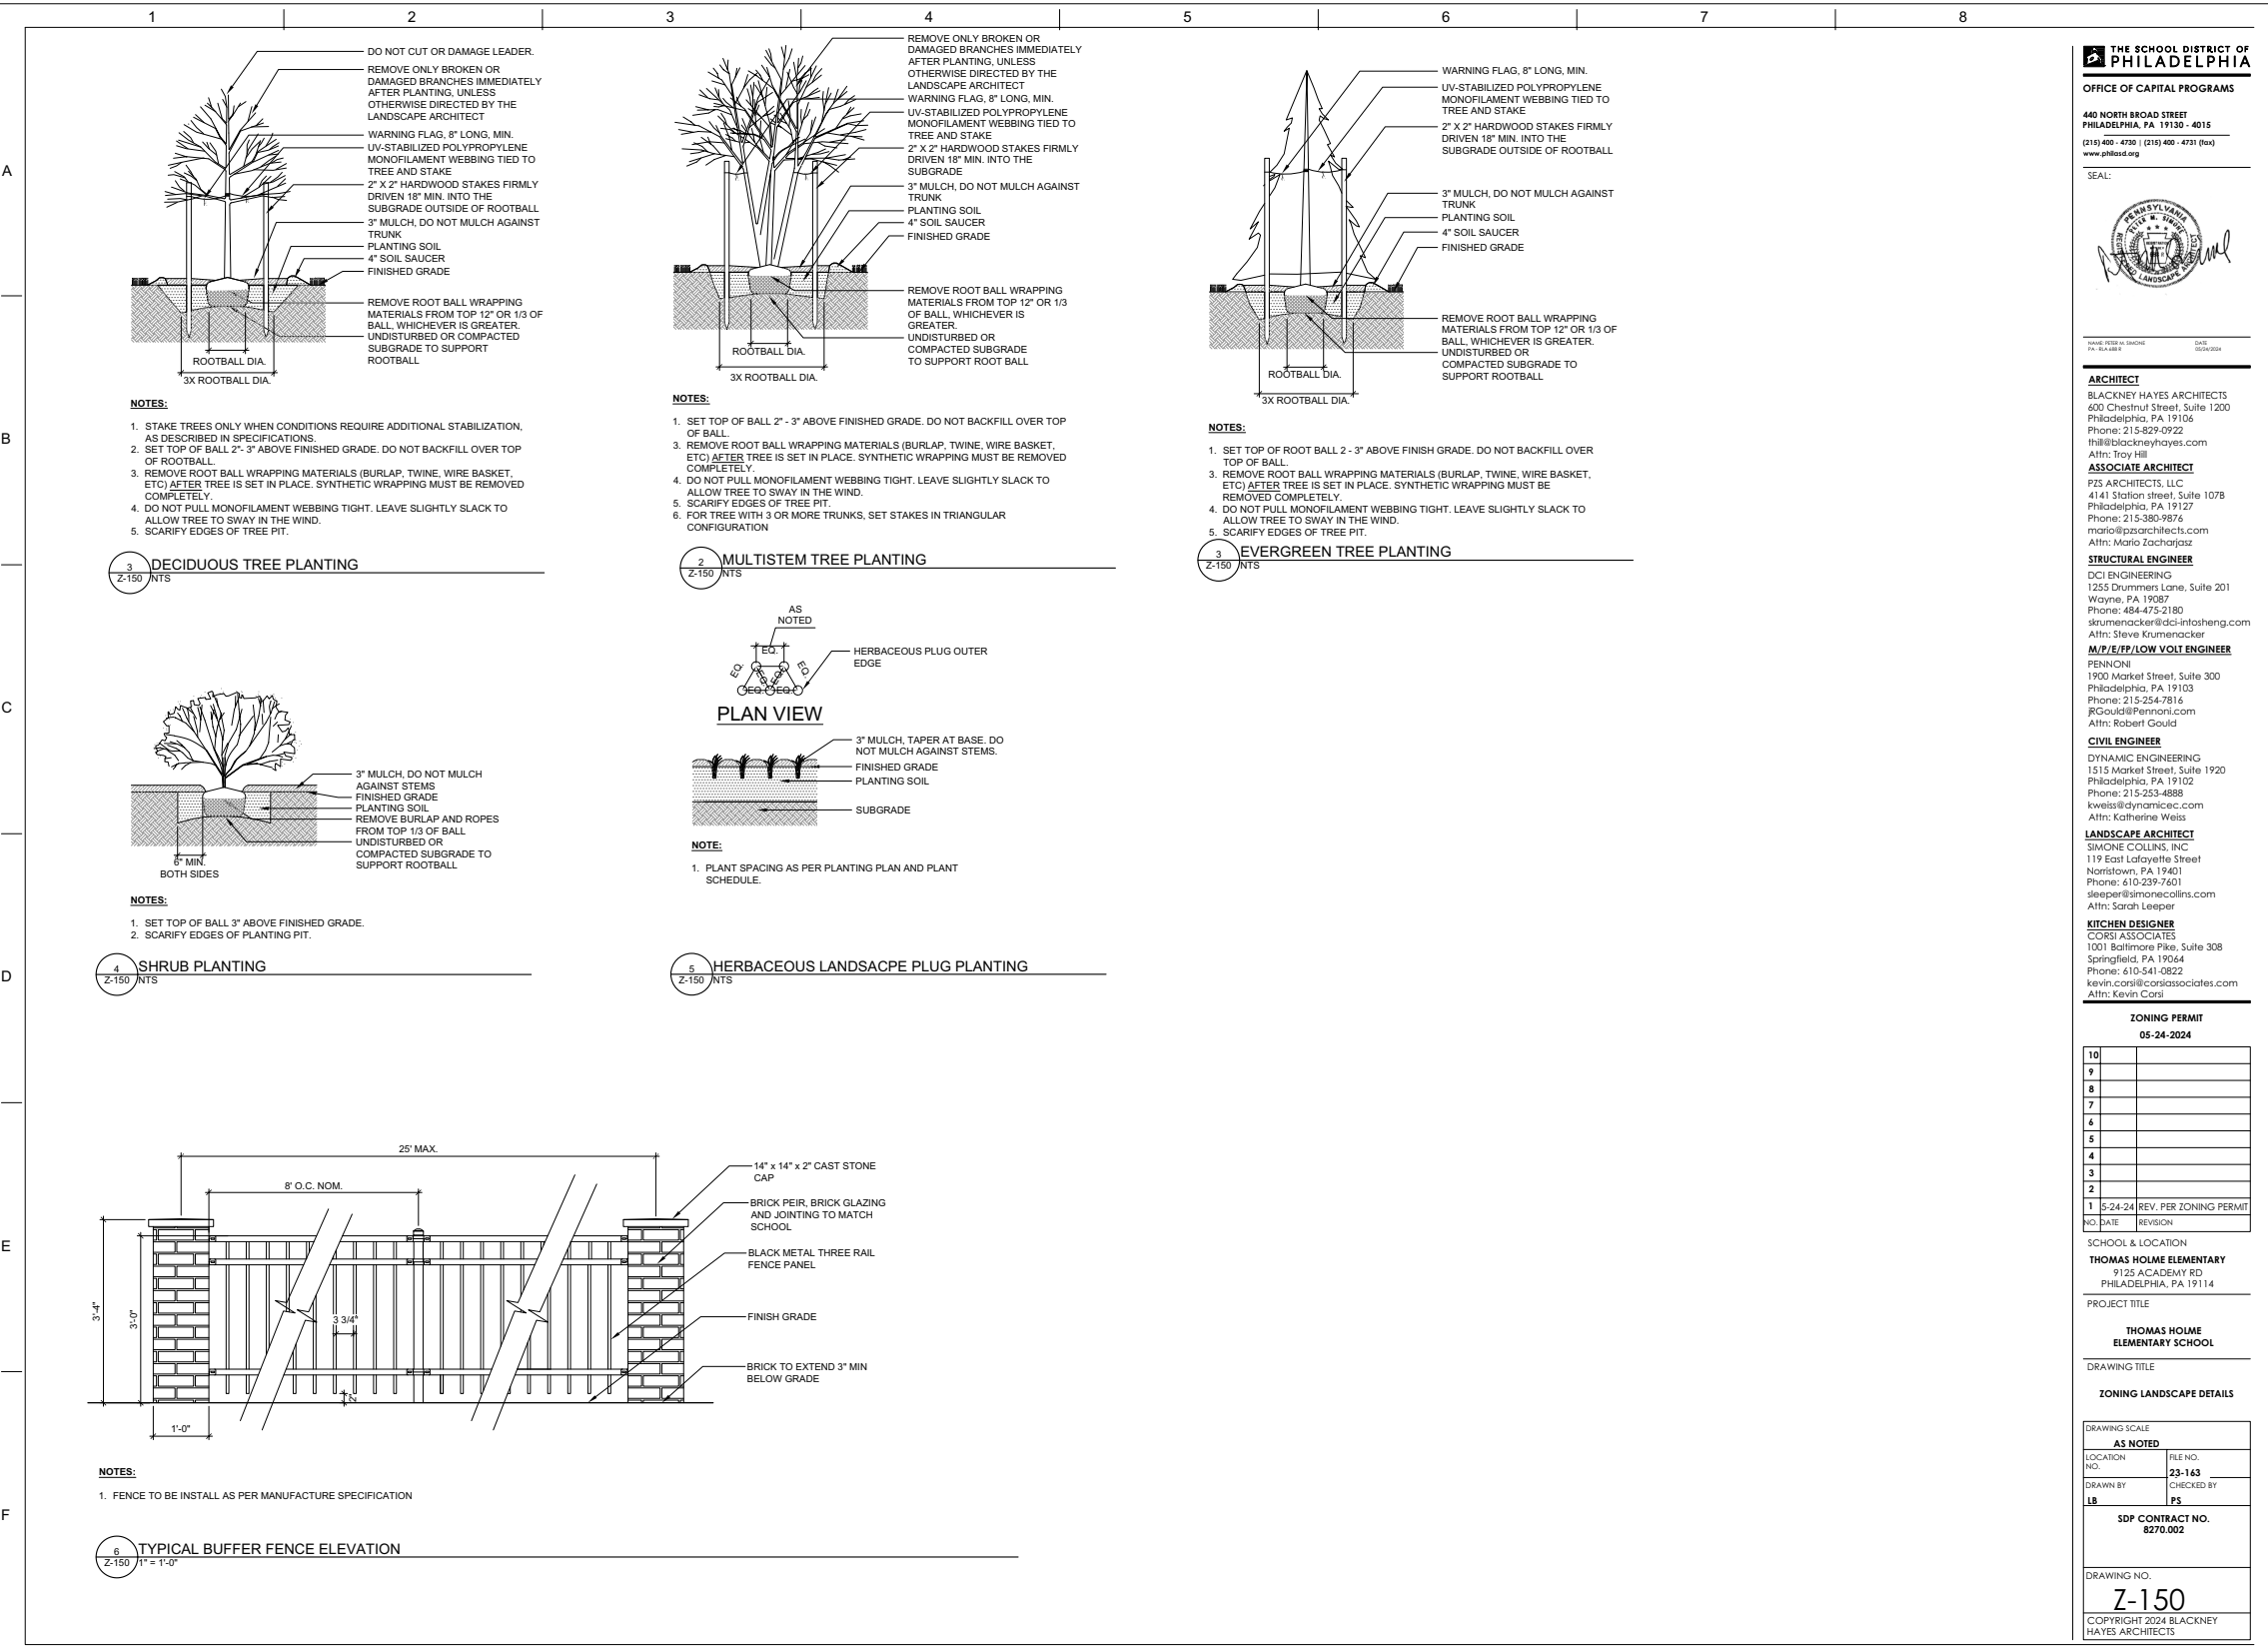 1 2 3 4 5 6 7 8
A
B
C
D
E
F
DO NOT CUT OR DAMAGE LEADER.
REMOVE ONLY BROKEN OR
DAMAGED BRANCHES IMMEDIATELY
AFTER PLANTING, UNLESS
OTHERWISE DIRECTED BY THE
LANDSCAPE ARCHITECT
WARNING FLAG, 8" LONG, MIN.
UV-STABILIZED POLYPROPYLENE
MONOFILAMENT WEBBING TIED TO
TREE AND STAKE
2" X 2" HARDWOOD STAKES FIRMLY
DRIVEN 18" MIN. INTO THE
SUBGRADE OUTSIDE OF ROOTBALL
3" MULCH, DO NOT MULCH AGAINST
TRUNK
PLANTING SOIL
4" SOIL SAUCER
FINISHED GRADE
REMOVE ROOT BALL WRAPPING
MATERIALS FROM TOP 12" OR 1/3 OF
BALL, WHICHEVER IS GREATER.
UNDISTURBED OR COMPACTED
SUBGRADE TO SUPPORT
ROOTBALL
ROOTBALL DIA.
3X ROOTBALL DIA.
NOTES:
1. STAKE TREES ONLY WHEN CONDITIONS REQUIRE ADDITIONAL STABILIZATION,
AS DESCRIBED IN SPECIFICATIONS.
2. SET TOP OF BALL 2"- 3" ABOVE FINISHED GRADE. DO NOT BACKFILL OVER TOP
OF ROOTBALL.
3. REMOVE ROOT BALL WRAPPING MATERIALS (BURLAP, TWINE, WIRE BASKET,
ETC) AFTER TREE IS SET IN PLACE. SYNTHETIC WRAPPING MUST BE REMOVED
COMPLETELY.
4. DO NOT PULL MONOFILAMENT WEBBING TIGHT. LEAVE SLIGHTLY SLACK TO
ALLOW TREE TO SWAY IN THE WIND.
5. SCARIFY EDGES OF TREE PIT.
3 DECIDUOUS TREE PLANTING
Z-150 NTS
REMOVE ONLY BROKEN OR
DAMAGED BRANCHES IMMEDIATELY
AFTER PLANTING, UNLESS
OTHERWISE DIRECTED BY THE
LANDSCAPE ARCHITECT
WARNING FLAG, 8" LONG, MIN.
UV-STABILIZED POLYPROPYLENE
MONOFILAMENT WEBBING TIED TO
TREE AND STAKE
2" X 2" HARDWOOD STAKES FIRMLY
DRIVEN 18" MIN. INTO THE
SUBGRADE
3" MULCH, DO NOT MULCH AGAINST
TRUNK
PLANTING SOIL
4" SOIL SAUCER
FINISHED GRADE
REMOVE ROOT BALL WRAPPING
MATERIALS FROM TOP 12" OR 1/3
OF BALL, WHICHEVER IS
GREATER.
UNDISTURBED OR
COMPACTED SUBGRADE
TO SUPPORT ROOT BALL
ROOTBALL DIA.
3X ROOTBALL DIA.
NOTES:
1. SET TOP OF BALL 2" - 3" ABOVE FINISHED GRADE. DO NOT BACKFILL OVER TOP
OF BALL.
3. REMOVE ROOT BALL WRAPPING MATERIALS (BURLAP, TWINE, WIRE BASKET,
ETC) AFTER TREE IS SET IN PLACE. SYNTHETIC WRAPPING MUST BE REMOVED
COMPLETELY.
4. DO NOT PULL MONOFILAMENT WEBBING TIGHT. LEAVE SLIGHTLY SLACK TO
ALLOW TREE TO SWAY IN THE WIND.
5. SCARIFY EDGES OF TREE PIT.
6. FOR TREE WITH 3 OR MORE TRUNKS, SET STAKES IN TRIANGULAR
CONFIGURATION
2 MULTISTEM TREE PLANTING
Z-150 NTS
WARNING FLAG, 8" LONG, MIN.
UV-STABILIZED POLYPROPYLENE
MONOFILAMENT WEBBING TIED TO
TREE AND STAKE
2" X 2" HARDWOOD STAKES FIRMLY
DRIVEN 18" MIN. INTO THE
SUBGRADE OUTSIDE OF ROOTBALL
3" MULCH, DO NOT MULCH AGAINST
TRUNK
PLANTING SOIL
4" SOIL SAUCER
FINISHED GRADE
REMOVE ROOT BALL WRAPPING
MATERIALS FROM TOP 12" OR 1/3 OF
BALL, WHICHEVER IS GREATER.
UNDISTURBED OR
COMPACTED SUBGRADE TO
SUPPORT ROOTBALL
ROOTBALL DIA.
3X ROOTBALL DIA.
NOTES:
1. SET TOP OF ROOT BALL 2 - 3" ABOVE FINISH GRADE. DO NOT BACKFILL OVER
TOP OF BALL.
3. REMOVE ROOT BALL WRAPPING MATERIALS (BURLAP, TWINE, WIRE BASKET,
ETC) AFTER TREE IS SET IN PLACE. SYNTHETIC WRAPPING MUST BE
REMOVED COMPLETELY.
4. DO NOT PULL MONOFILAMENT WEBBING TIGHT. LEAVE SLIGHTLY SLACK TO
ALLOW TREE TO SWAY IN THE WIND.
5. SCARIFY EDGES OF TREE PIT.
3 EVERGREEN TREE PLANTING
Z-150 NTS
3" MULCH, DO NOT MULCH
AGAINST STEMS
FINISHED GRADE
PLANTING SOIL
REMOVE BURLAP AND ROPES
FROM TOP 1/3 OF BALL
UNDISTURBED OR
COMPACTED SUBGRADE TO
SUPPORT ROOTBALL
6" MIN.
BOTH SIDES
NOTES:
1. SET TOP OF BALL 3" ABOVE FINISHED GRADE.
2. SCARIFY EDGES OF PLANTING PIT.
4 SHRUB PLANTING
Z-150 NTS
AS
NOTED
EQ.
EQ. EQ. EQ. EQ.
EQ. EQ.
HERBACEOUS PLUG OUTER
EDGE
PLAN VIEW
3" MULCH, TAPER AT BASE. DO
NOT MULCH AGAINST STEMS.
FINISHED GRADE
PLANTING SOIL
SUBGRADE
NOTE:
1. PLANT SPACING AS PER PLANTING PLAN AND PLANT
SCHEDULE.
5 HERBACEOUS LANDSACPE PLUG PLANTING
Z-150 NTS
25' MAX.
8' O.C. NOM.
3'-4"
3'-0"
3 3/4"
2"
1'-0"
14" x 14" x 2" CAST STONE
CAP
BRICK PEIR, BRICK GLAZING
AND JOINTING TO MATCH
SCHOOL
BLACK METAL THREE RAIL
FENCE PANEL
FINISH GRADE
BRICK TO EXTEND 3" MIN
BELOW GRADE
NOTES:
1. FENCE TO BE INSTALL AS PER MANUFACTURE SPECIFICATION
6 TYPICAL BUFFER FENCE ELEVATION
Z-150 1" = 1'-0"
THE SCHOOL DISTRICT OF
PHILADELPHIA
OFFICE OF CAPITAL PROGRAMS
440 NORTH BROAD STREET
PHILADELPHIA, PA 19130 - 4015
(215) 400 - 4730 | (215) 400 - 4731 (fax)
www.philasd.org
SEAL:
PENNSYLVANIA
PETER M. SIMONE
REGISTERED LANDSCAPE ARCHITECT
NAME: PETER M. SIMONE DATE
PA - RLA 688 R 05/24/2024
ARCHITECT
BLACKNEY HAYES ARCHITECTS
600 Chestnut Street, Suite 1200
Philadelphia, PA 19106
Phone: 215-829-0922
thill@blackneyhayes.com
Attn: Troy Hill
ASSOCIATE ARCHITECT
PZS ARCHITECTS, LLC
4141 Station street, Suite 107B
Philadelphia, PA 19127
Phone: 215-380-9876
mario@pzsarchitects.com
Attn: Mario Zacharjasz
STRUCTURAL ENGINEER
DCI ENGINEERING
1255 Drummers Lane, Suite 201
Wayne, PA 19087
Phone: 484-475-2180
skrumenacker@dci-intosheng.com
Attn: Steve Krumenacker
M/P/E/FP/LOW VOLT ENGINEER
PENNONI
1900 Market Street, Suite 300
Philadelphia, PA 19103
Phone: 215-254-7816
jRGould@Pennoni.com
Attn: Robert Gould
CIVIL ENGINEER
DYNAMIC ENGINEERING
1515 Market Street, Suite 1920
Philadelphia, PA 19102
Phone: 215-253-4888
kweiss@dynamicec.com
Attn: Katherine Weiss
LANDSCAPE ARCHITECT
SIMONE COLLINS, INC
119 East Lafayette Street
Norristown, PA 19401
Phone: 610-239-7601
sleeper@simonecollins.com
Attn: Sarah Leeper
KITCHEN DESIGNER
CORSI ASSOCIATES
1001 Baltimore Pike, Suite 308
Springfield, PA 19064
Phone: 610-541-0822
kevin.corsi@corsiassociates.com
Attn: Kevin Corsi
ZONING PERMIT
05-24-2024
10
9
8
7
6
5
4
3
2
1 5-24-24 REV. PER ZONING PERMIT
NO. DATE REVISION
SCHOOL & LOCATION
THOMAS HOLME ELEMENTARY
9125 ACADEMY RD
PHILADELPHIA, PA 19114
PROJECT TITLE
THOMAS HOLME
ELEMENTARY SCHOOL
DRAWING TITLE
ZONING LANDSCAPE DETAILS
DRAWING SCALE
AS NOTED
LOCATION NO.
FILE NO.
23-163
DRAWN BY
LB
CHECKED BY
PS
SDP CONTRACT NO.
8270.002
DRAWING NO.
Z-150
COPYRIGHT 2024 BLACKNEY
HAYES ARCHITECTS